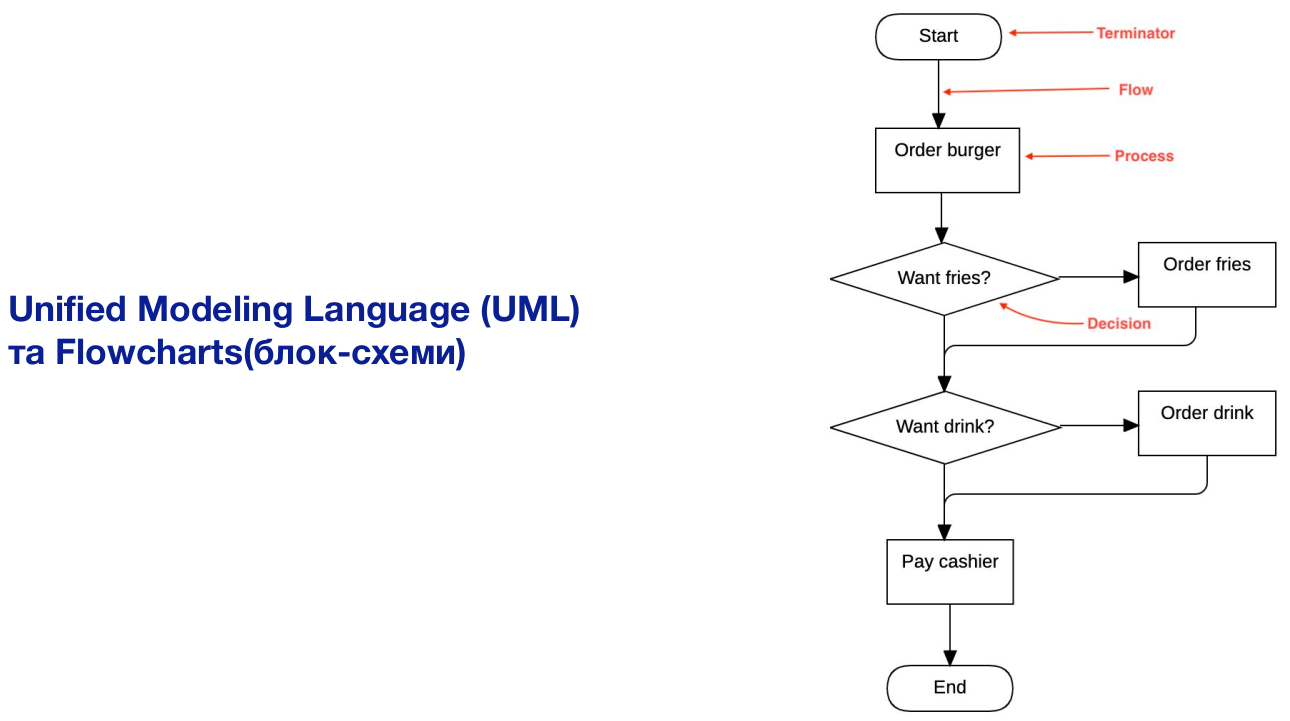 Unified Modeling Language (UML)
та Flowcharts(блок-схеми)
Start
Terminator
Flow
Order burger
Process
Want fries?
Order fries
Decision
Want drink?
Order drink
Pay cashier
End